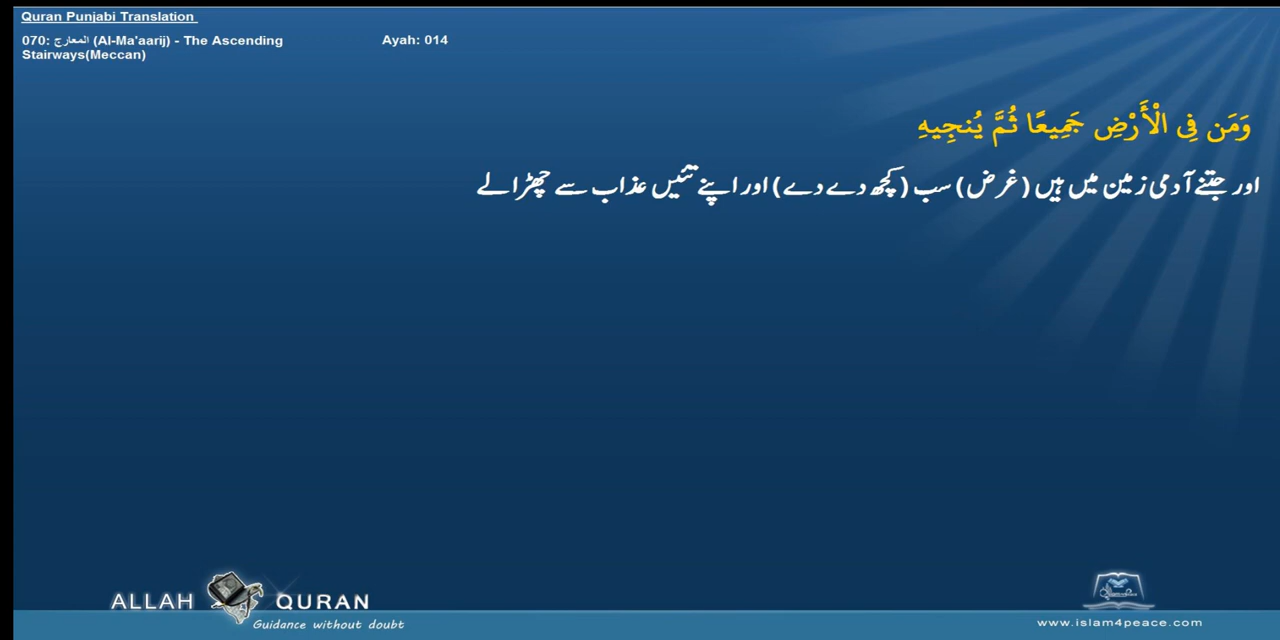 Quran Punjabi Translation
070: المعارج (Al-Ma'aarij) - The Ascending Stairways(Meccan)
Ayah: 014
وَمَن فِى الْأَرْضِ جَمِيعًا ثُمَّ يُنجِيهِ
اور جتنے آدمی زمین میں ہیں (غرض) سب (کچھ دے دے) اور اپنے تئیں عذاب سے چھڑا لے
ALLAH QURAN
Guidance without doubt
www.islam4peace.com